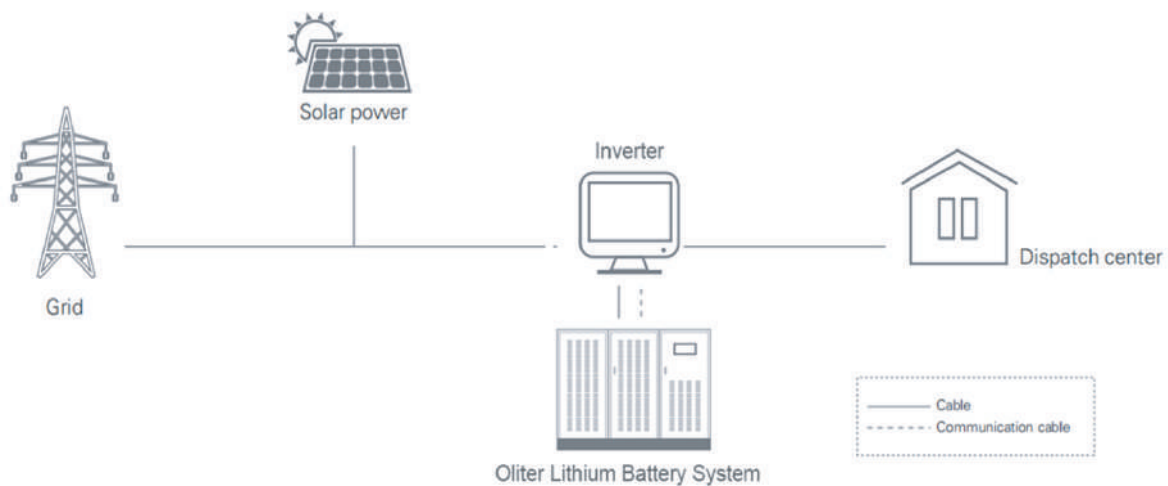 Solar power
Inverter
Grid
Dispatch center
Cable
Communication cable
Oliter Lithium Battery System